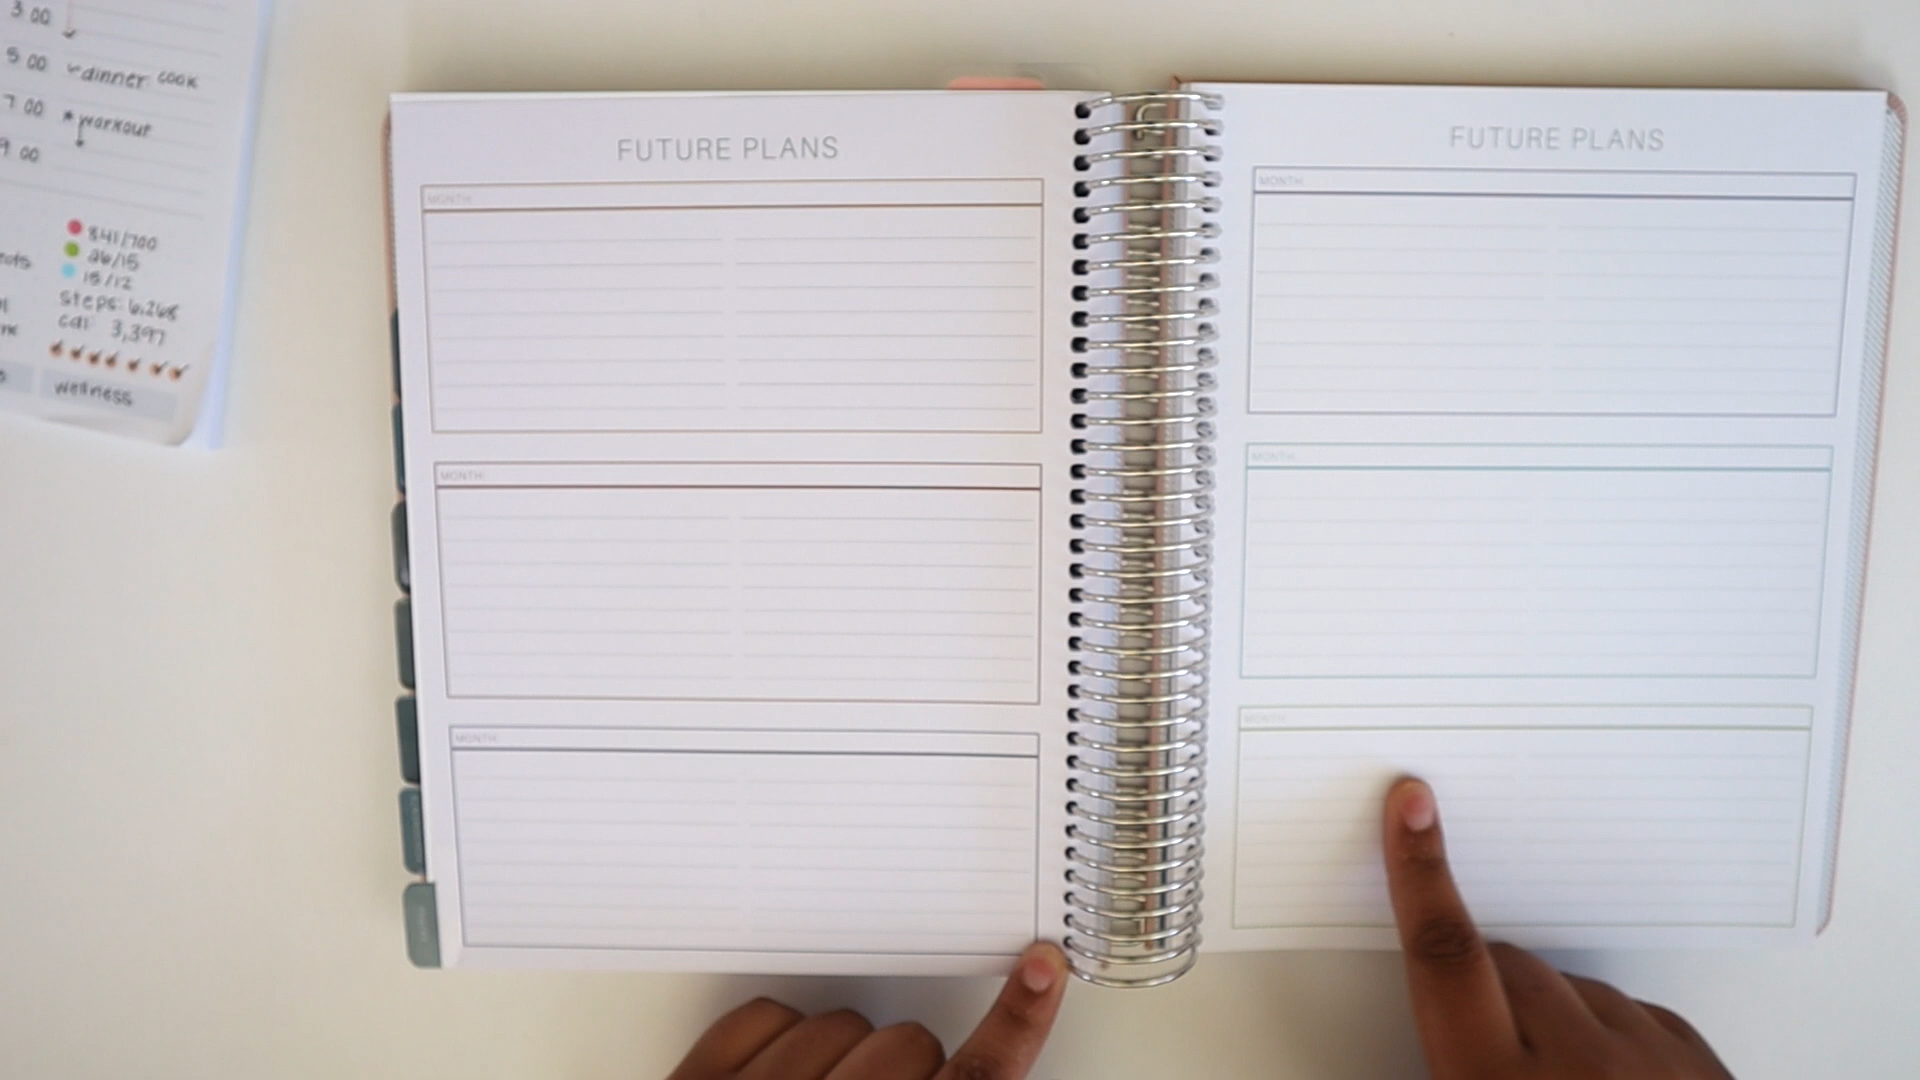 3 00
5 00 dinner: cook
7 00 * workout
9 00
841/700
26/15
15/12
steps: 6,268
cal: 3,397
wellness
FUTURE PLANS
MONTH:
MONTH:
MONTH:
FUTURE PLANS
MONTH:
MONTH:
MONTH: